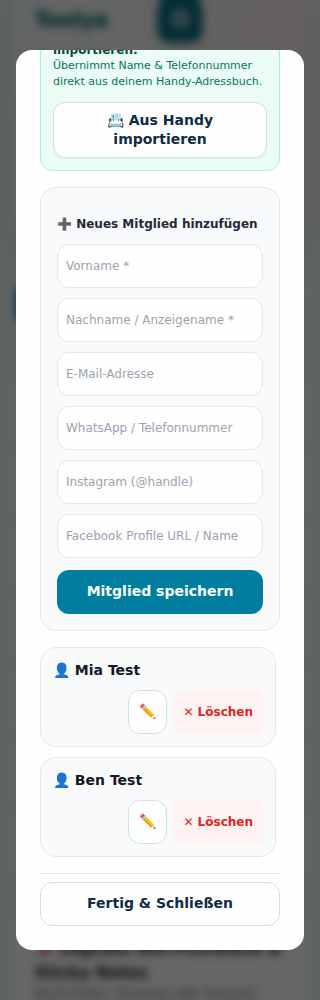 importieren.
Übernimmt Name & Telefonnummer
direkt aus deinem Handy-Adressbuch.
📇 Aus Handy
importieren
➕ Neues Mitglied hinzufügen
Vorname *
Nachname / Anzeigename *
E-Mail-Adresse
WhatsApp / Telefonnummer
Instagram (@handle)
Facebook Profile URL / Name
Mitglied speichern
👤 Mia Test
✏️ ✕ Löschen
👤 Ben Test
✏️ ✕ Löschen
Fertig & Schließen